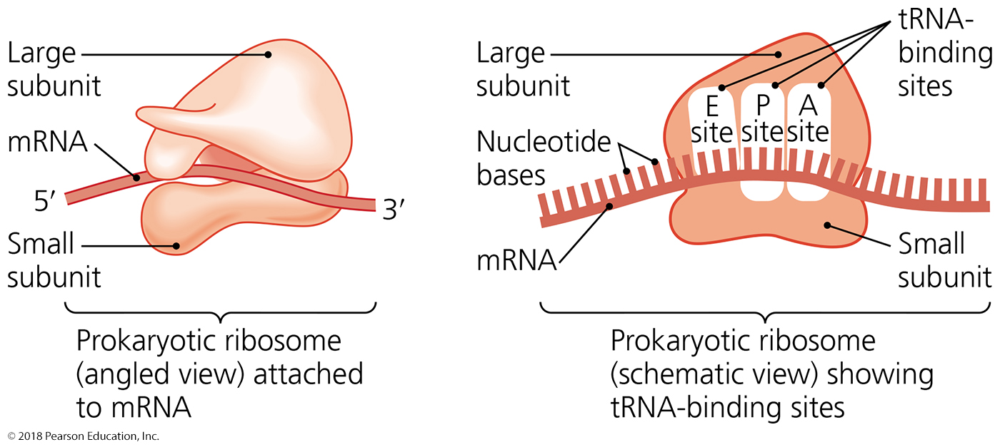 Large
subunit
mRNA
5′
3′
Small
subunit
Prokaryotic ribosome
(angled view) attached
to mRNA
Large
subunit
tRNA-
binding
sites
E
site
P
site
A
site
Nucleotide
bases
mRNA
Small
subunit
Prokaryotic ribosome
(schematic view) showing
tRNA-binding sites
© 2018 Pearson Education, Inc.